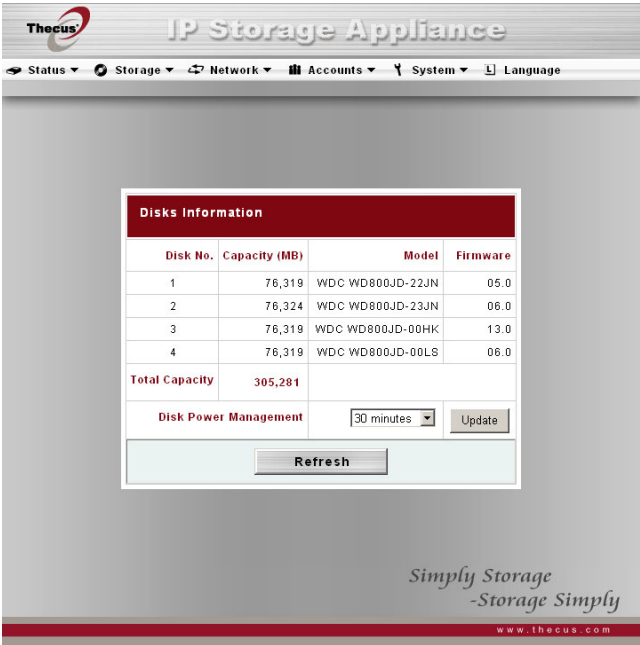 Thecus
IP Storage Appliance
Status Storage Network Accounts System L Language
Disks Information
Disk No. Capacity (MB) Model Firmware
1 76,319 WDC WD800JD-22JN 05.0
2 76,324 WDC WD800JD-23JN 06.0
3 76,319 WDC WD800JD-00HK 13.0
4 76,319 WDC WD800JD-00LS 06.0
Total Capacity 305,281
Disk Power Management 30 minutes Update
Refresh
Simply Storage
-Storage Simply
www.thecus.com